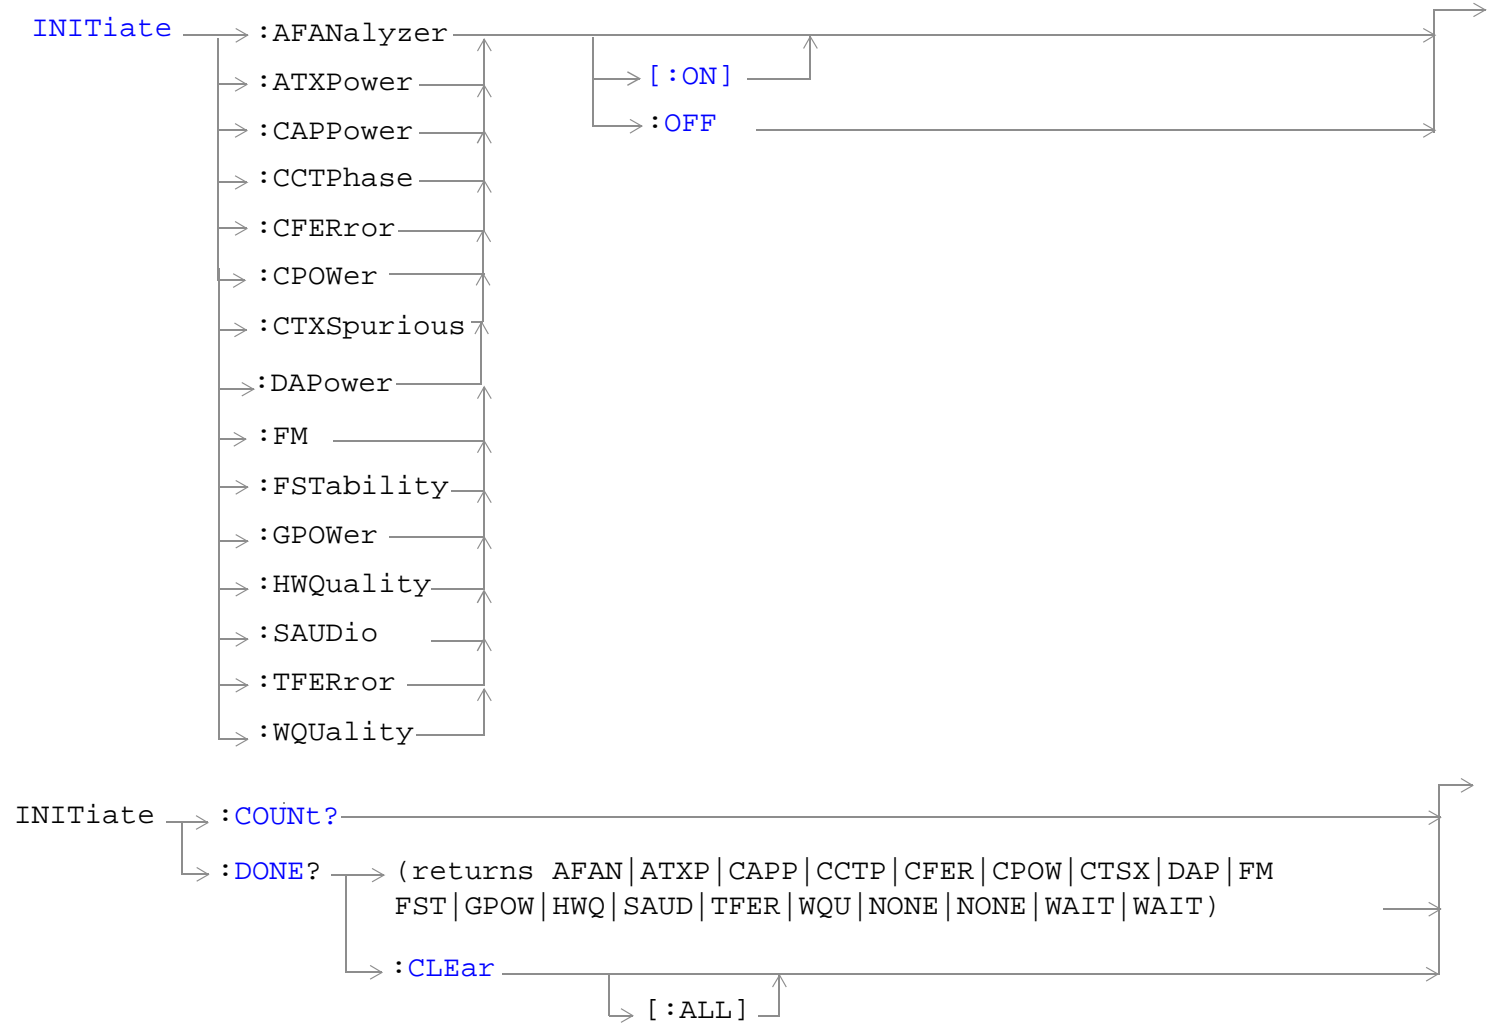 INITiate :AFANalyzer
[:ON]
:ATXPower
:OFF
:CAPPower
:CCTPhase
:CFERror
:CPOWer
:CTXSpurious
:DAPower
:FM
:FSTability
:GPOWer
:HWQuality
:SAUDio
:TFERror
:WQUality
INITiate :COUNt?
:DONE? (returns AFAN|ATXP|CAPP|CCTP|CFER|CPOW|CTSX|DAP|FM
FST|GPOW|HWQ|SAUD|TFER|WQU|NONE|NONE|WAIT|WAIT)
:CLEar
[:ALL]